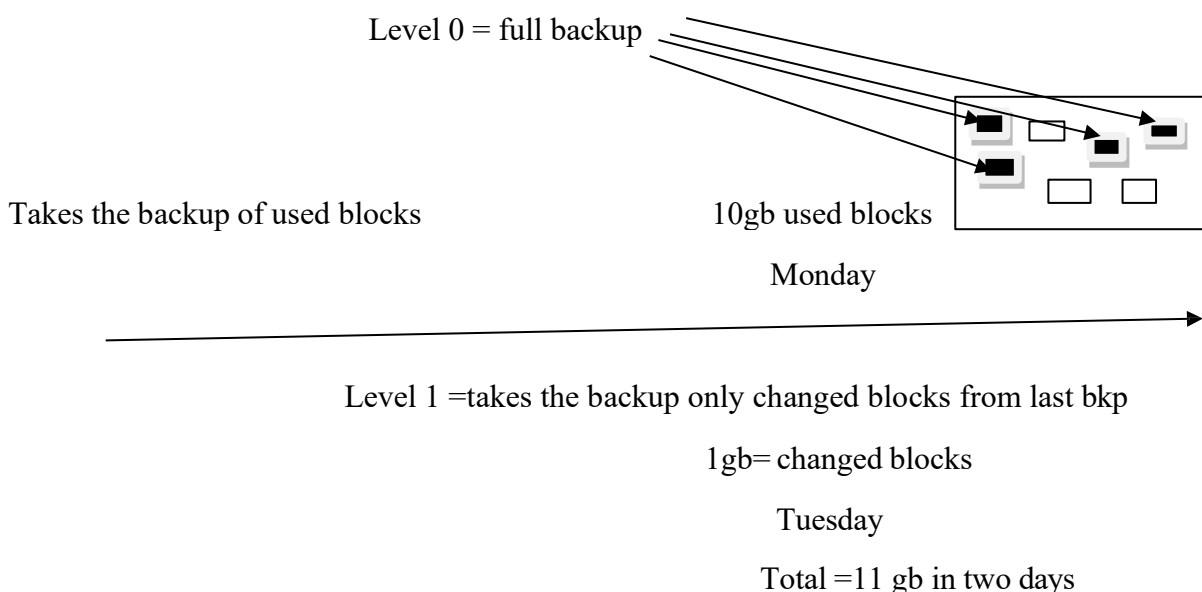 Level 0 = full backup
Takes the backup of used blocks 10gb used blocks
Monday
Level 1 =takes the backup only changed blocks from last bkp
1gb= changed blocks
Tuesday
Total =11 gb in two days